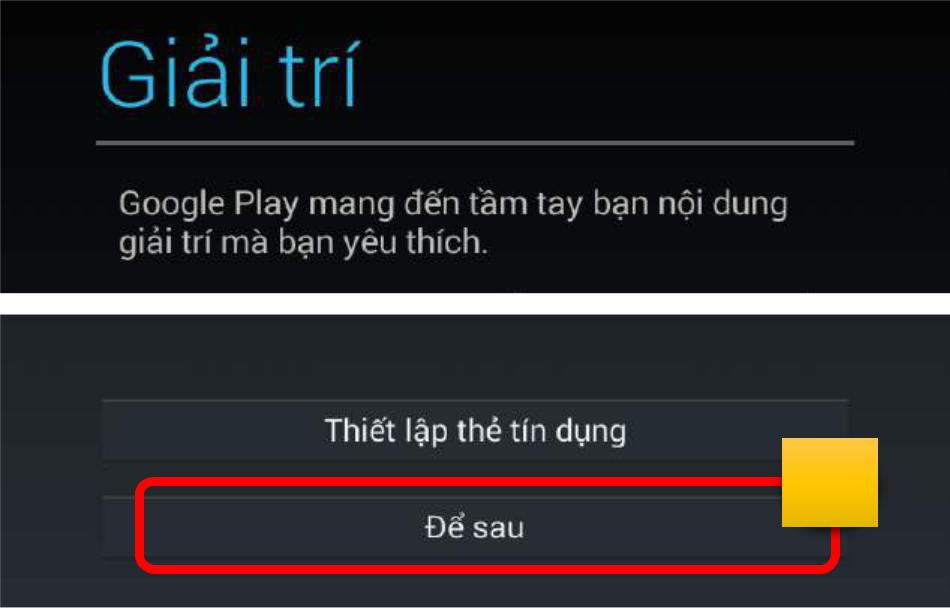 Giải trí
Google Play mang đến tầm tay bạn nội dung
giải trí mà bạn yêu thích.
Thiết lập thẻ tín dụng
Để sau